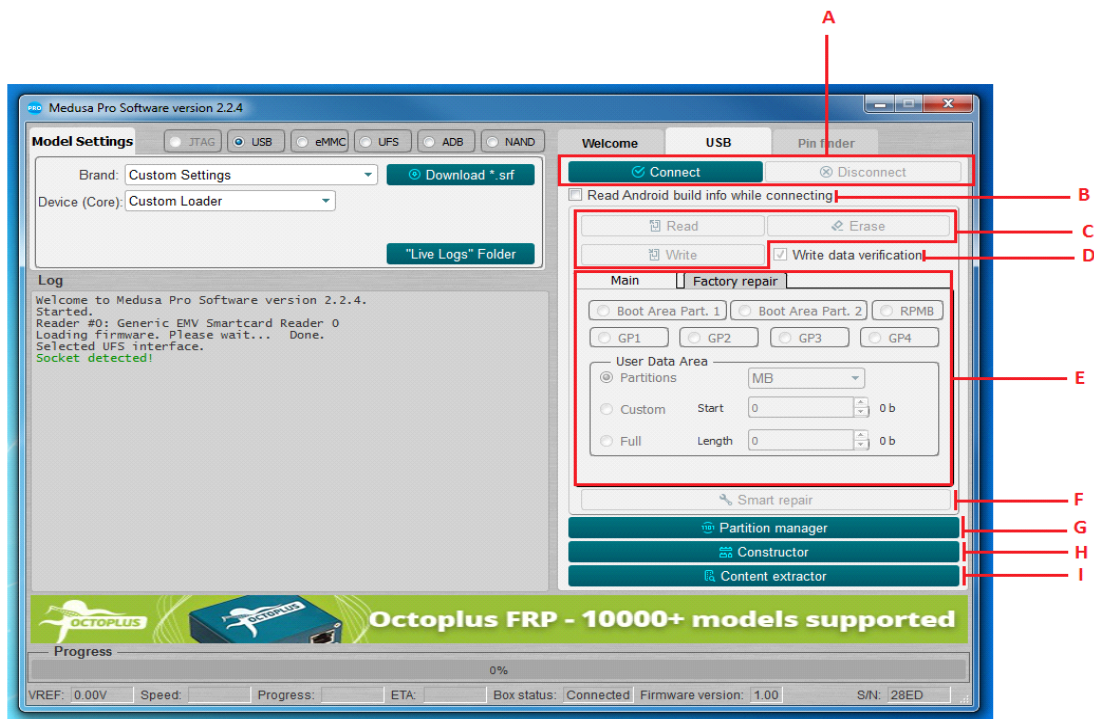 A
Medusa Pro Software version 2.2.4
Model Settings JTAG USB eMMC UFS ADB NAND
Welcome USB Pin finder
Brand: Custom Settings Download *.srf
Connect Disconnect
Device (Core): Custom Loader
Read Android build info while connecting B
Read Erase C
"Live Logs" Folder
Write Write data verification D
Log
Welcome to Medusa Pro Software version 2.2.4.
Started.
Reader #0: Generic EMV Smartcard Reader 0
Loading firmware. Please wait... Done.
Selected UFS interface.
Socket detected!
Main Factory repair
Boot Area Part. 1 Boot Area Part. 2 RPMB
GP1 GP2 GP3 GP4
User Data Area
Partitions MB E
Custom Start 0 0 b
Full Length 0 0 b
Smart repair F
Partition manager G
Constructor H
Content extractor I
OCTOPLUS OCTOPLUS Octoplus FRP - 10000+ models supported
Progress
0%
VREF: 0.00V Speed: Progress: ETA: Box status: Connected Firmware version: 1.00 S/N: 28ED